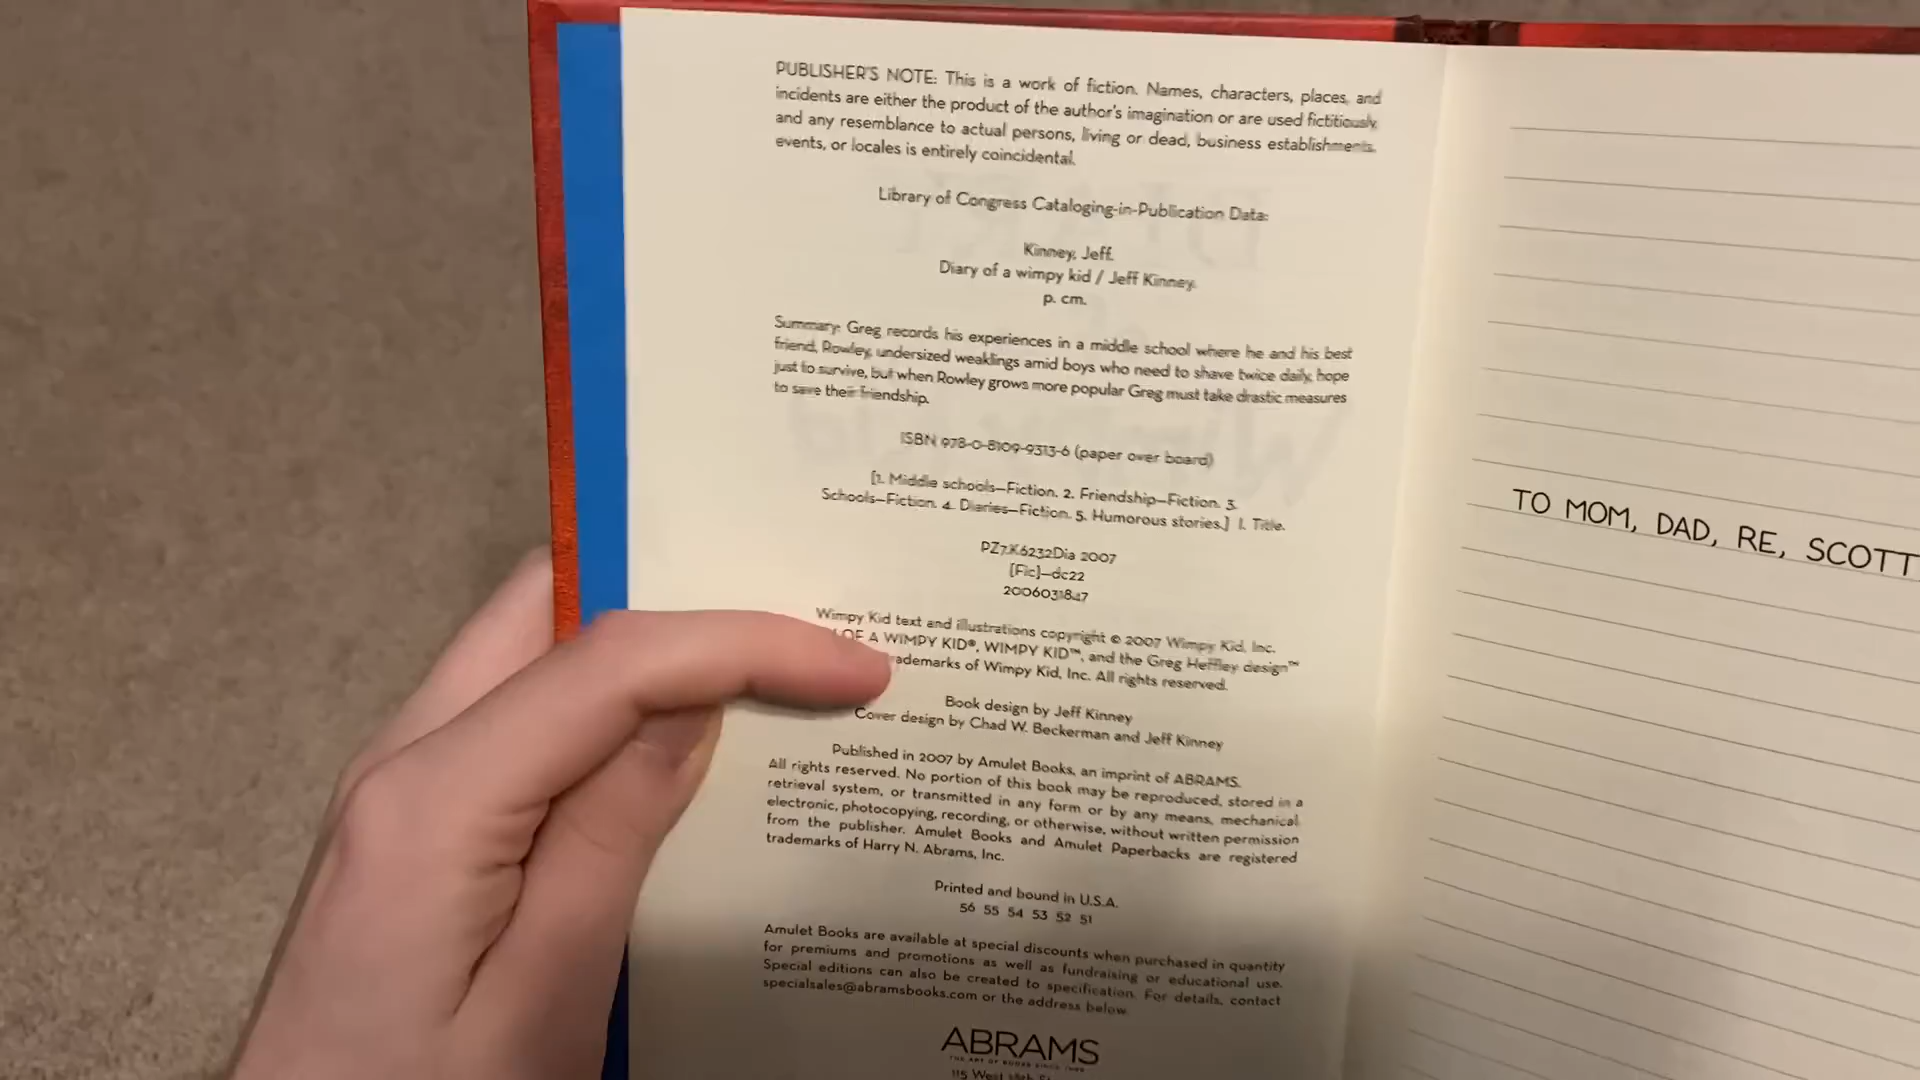 PUBLISHER'S NOTE: This is a work of fiction. Names, characters, places, and
incidents are either the product of the author's imagination or are used fictitiously,
and any resemblance to actual persons, living or dead, business establishments,
events, or locales is entirely coincidental.
Library of Congress Cataloging-in-Publication Data:
Kinney, Jeff.
Diary of a wimpy kid / Jeff Kinney.
p. cm.
Summary: Greg records his experiences in a middle school where he and his best
friend, Rowley, undersized weaklings amid boys who need to shave twice daily, hope
just to survive, but when Rowley grows more popular Greg must take drastic measures
to save their friendship.
ISBN 978-0-8109-9313-6 (paper over board)
[1. Middle schools—Fiction. 2. Friendship—Fiction. 3.
Schools—Fiction. 4. Diaries—Fiction. 5. Humorous stories.] I. Title.
PZ7.K6232Dia 2007
[Fic]—dc22
2006031847
Wimpy Kid text and illustrations copyright © 2007 Wimpy Kid, Inc.
OF A WIMPY KID®, WIMPY KID™, and the Greg Heffley design™
trademarks of Wimpy Kid, Inc. All rights reserved.
Book design by Jeff Kinney
Cover design by Chad W. Beckerman and Jeff Kinney
Published in 2007 by Amulet Books, an imprint of ABRAMS.
All rights reserved. No portion of this book may be reproduced, stored in a
retrieval system, or transmitted in any form or by any means, mechanical
electronic, photocopying, recording, or otherwise, without written permission
from the publisher. Amulet Books and Amulet Paperbacks are registered
trademarks of Harry N. Abrams, Inc.
Printed and bound in U.S.A.
56 55 54 53 52 51
Amulet Books are available at special discounts when purchased in quantity
for premiums and promotions as well as fundraising or educational use.
Special editions can also be created to specification. For details, contact
specialsales@abramsbooks.com or the address below.
ABRAMS
THE ART OF BOOKS SINCE 1949
115 West
TO MOM, DAD, RE, SCOTT